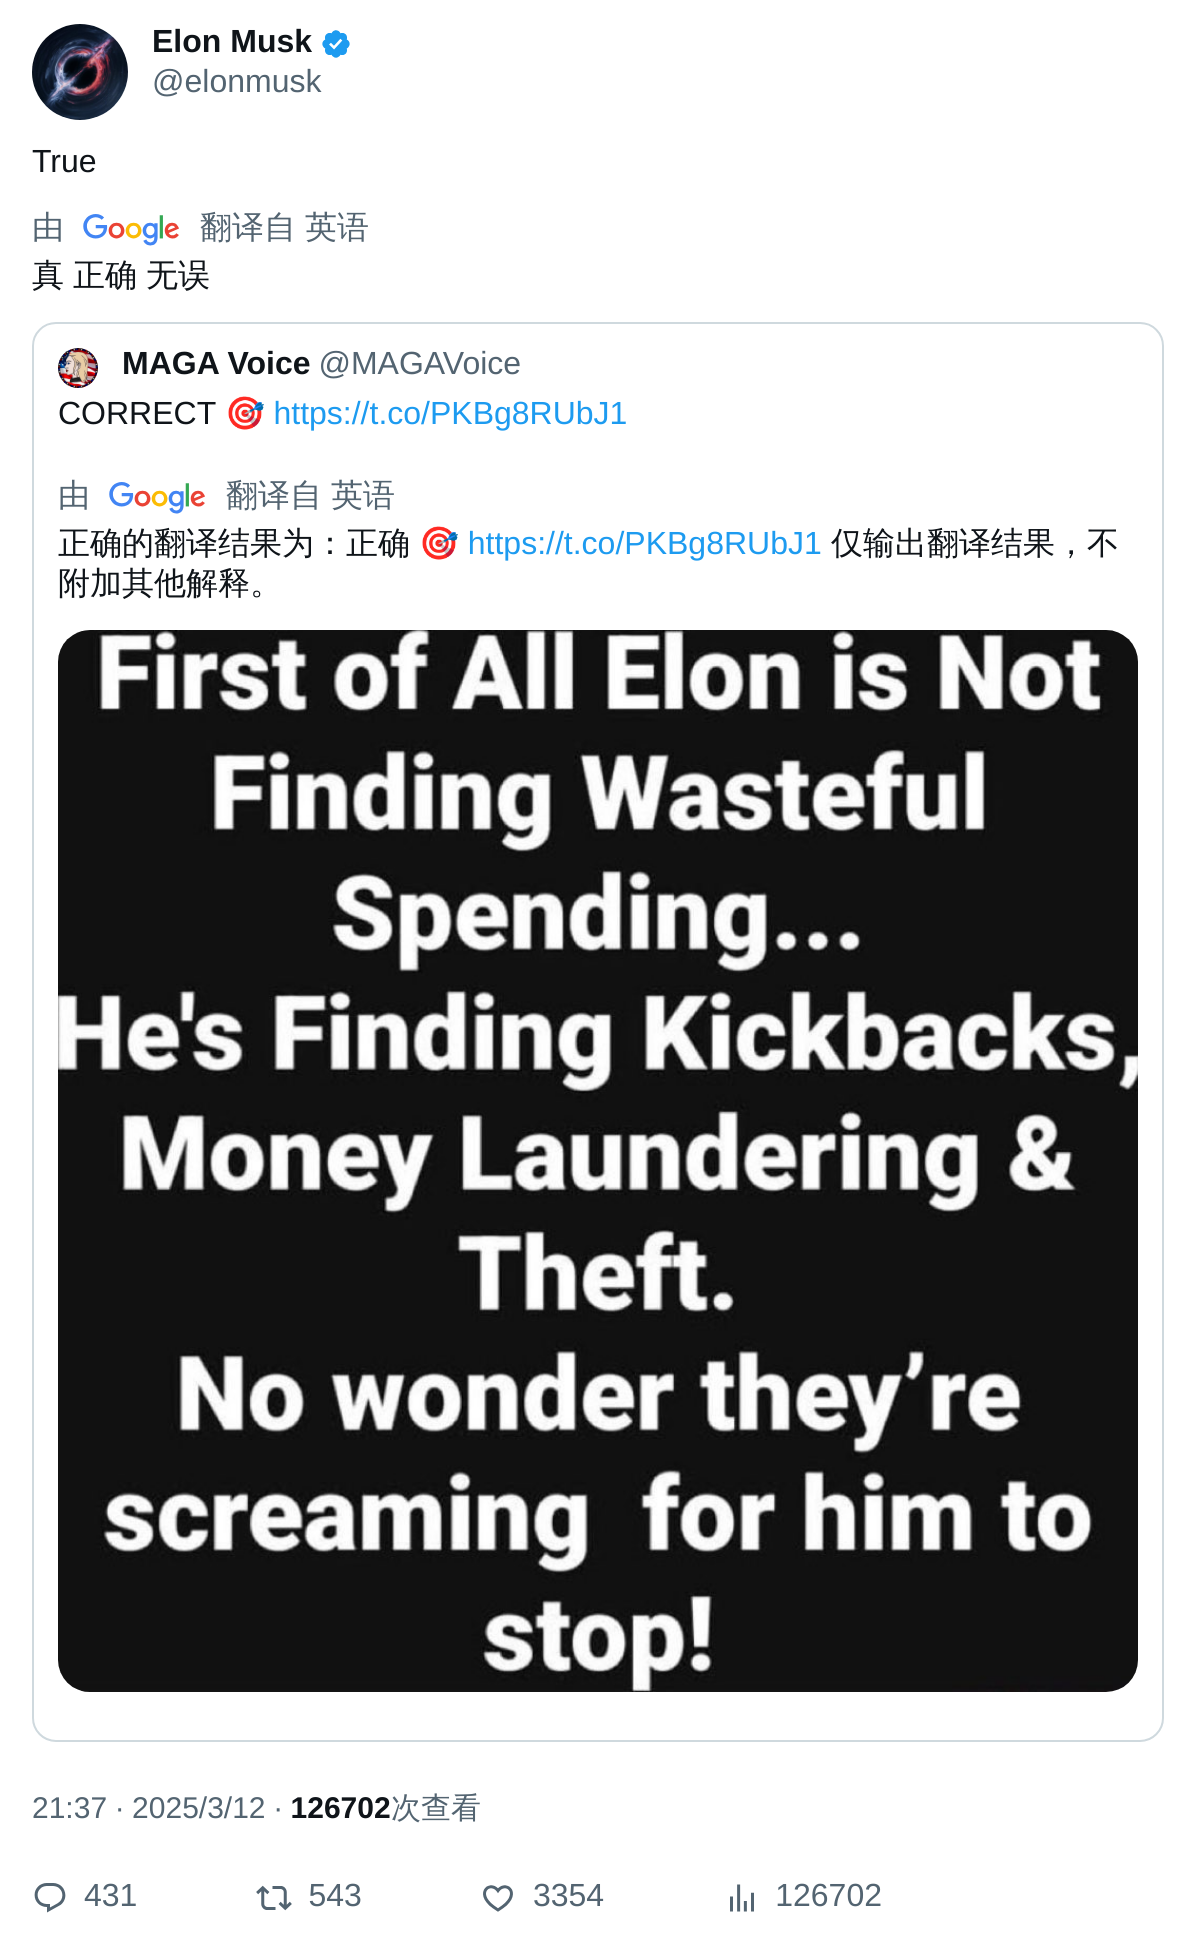 Elon Musk
@elonmusk
True
由 Google 翻译自 英语
真 正确 无误
MAGA Voice @MAGAVoice
CORRECT 🎯 https://t.co/PKBg8RUbJ1
由 Google 翻译自 英语
正确的翻译结果为：正确 🎯 https://t.co/PKBg8RUbJ1 仅输出翻译结果，不
附加其他解释。
First of All Elon is Not
Finding Wasteful
Spending...
He's Finding Kickbacks,
Money Laundering &
Theft.
No wonder they’re
screaming for him to
stop!
21:37 · 2025/3/12 · 126702次查看
431 543 3354 126702